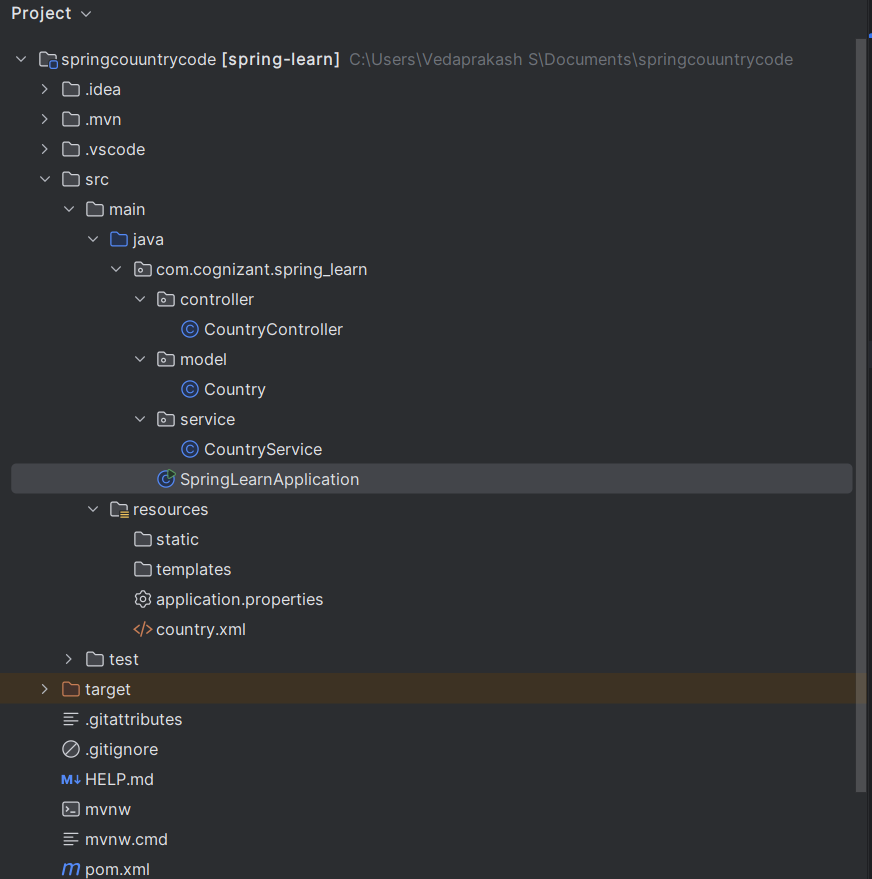 Project
springcouuntrycode [spring-learn] C:\Users\Vedaprakash S\Documents\springcouuntrycode
.idea
.mvn
.vscode
src
main
java
com.cognizant.spring_learn
controller
CountryController
model
Country
service
CountryService
SpringLearnApplication
resources
static
templates
application.properties
country.xml
test
target
.gitattributes
.gitignore
HELP.md
mvnw
mvnw.cmd
pom.xml